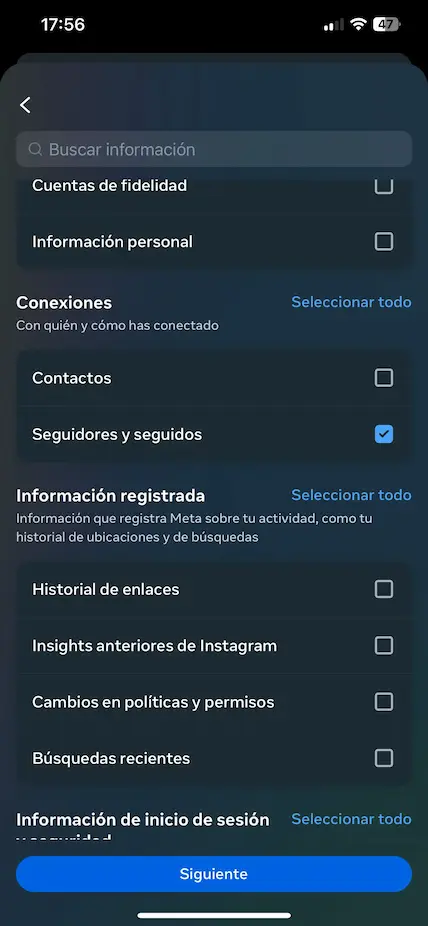 17:56
47
Buscar información
Cuentas de fidelidad
Información personal
Conexiones
Seleccionar todo
Con quién y cómo has conectado
Contactos
Seguidores y seguidos
Información registrada
Seleccionar todo
Información que registra Meta sobre tu actividad, como tu
historial de ubicaciones y de búsquedas
Historial de enlaces
Insights anteriores de Instagram
Cambios en políticas y permisos
Búsquedas recientes
Información de inicio de sesión
Seleccionar todo
y seguridad
Siguiente